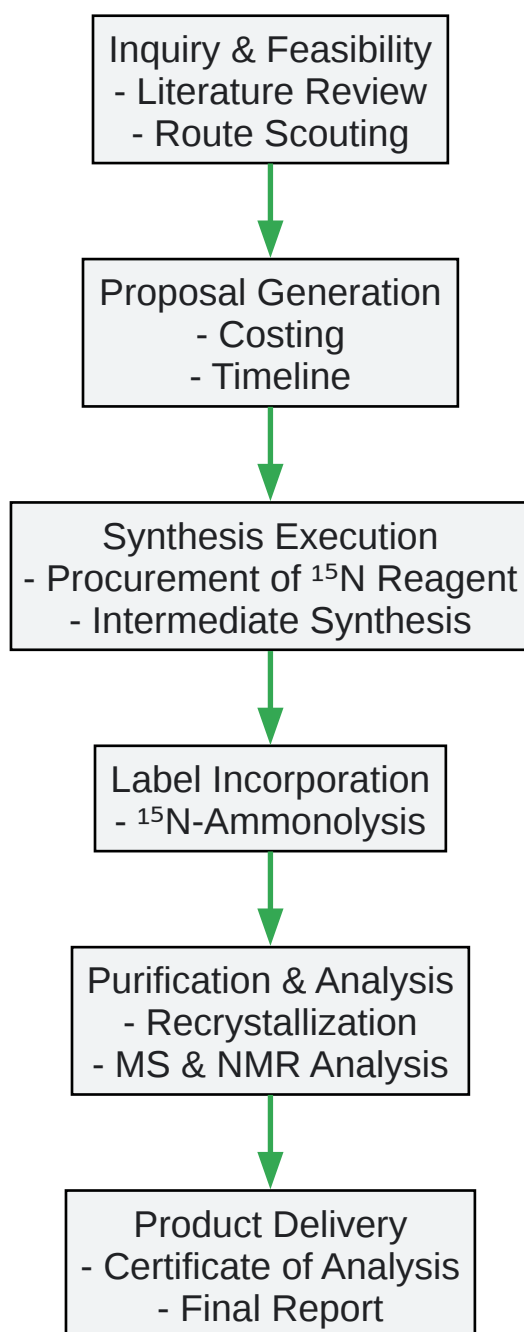 Inquiry & Feasibility
- Literature Review
- Route Scouting
Proposal Generation
- Costing
- Timeline
Synthesis Execution
- Procurement of ¹⁵N Reagent
- Intermediate Synthesis
Label Incorporation
- ¹⁵N-Ammonolysis
Purification & Analysis
- Recrystallization
- MS & NMR Analysis
Product Delivery
- Certificate of Analysis
- Final Report